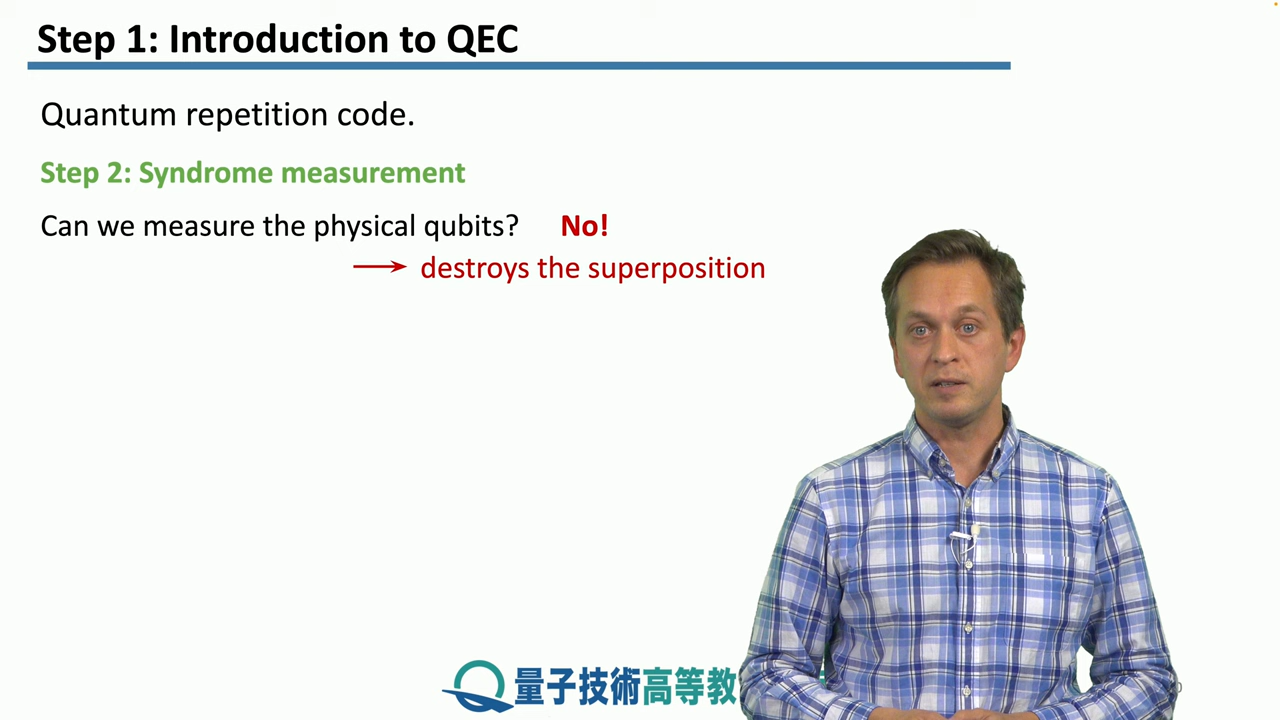 Step 1: Introduction to QEC
Quantum repetition code.
Step 2: Syndrome measurement
Can we measure the physical qubits? No!
destroys the superposition
量子技術高等教